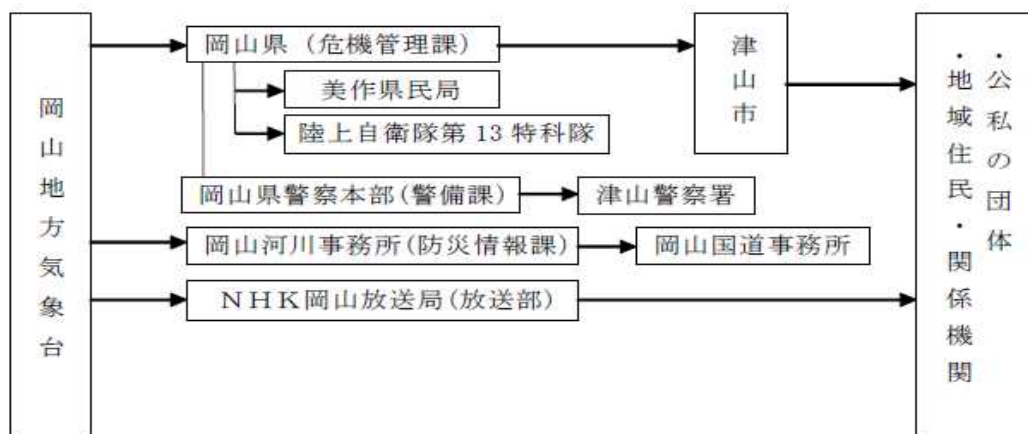 岡山地方気象台
岡山県（危機管理課）
美作県民局
陸上自衛隊第13特科隊
岡山県警察本部(警備課)
津山警察署
岡山河川事務所(防災情報課)
岡山国道事務所
ＮＨＫ岡山放送局(放送部)
津山市
・公私の団体
・地域住民・関係機関